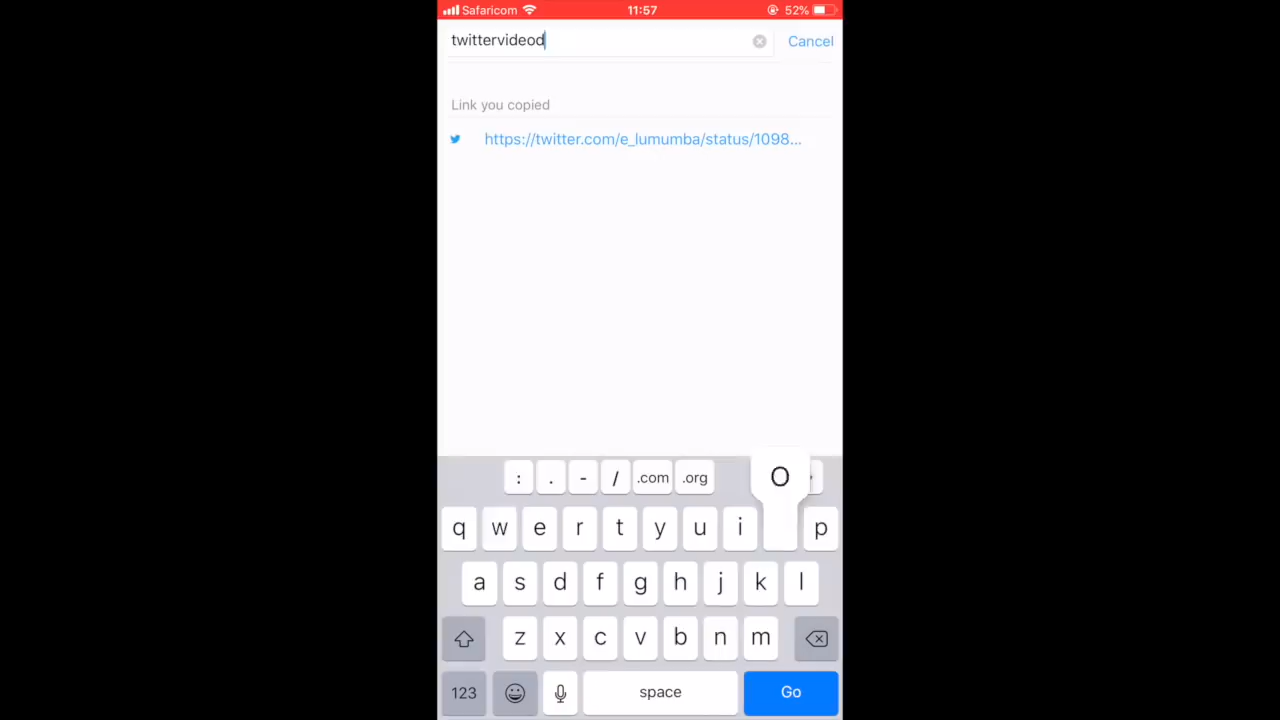 Safaricom 11:57 52%
twittervideod Cancel
Link you copied
https://twitter.com/e_lumumba/status/1098...
: . - / .com .org O
q w e r t y u i p
a s d f g h j k l
z x c v b n m
123 space Go